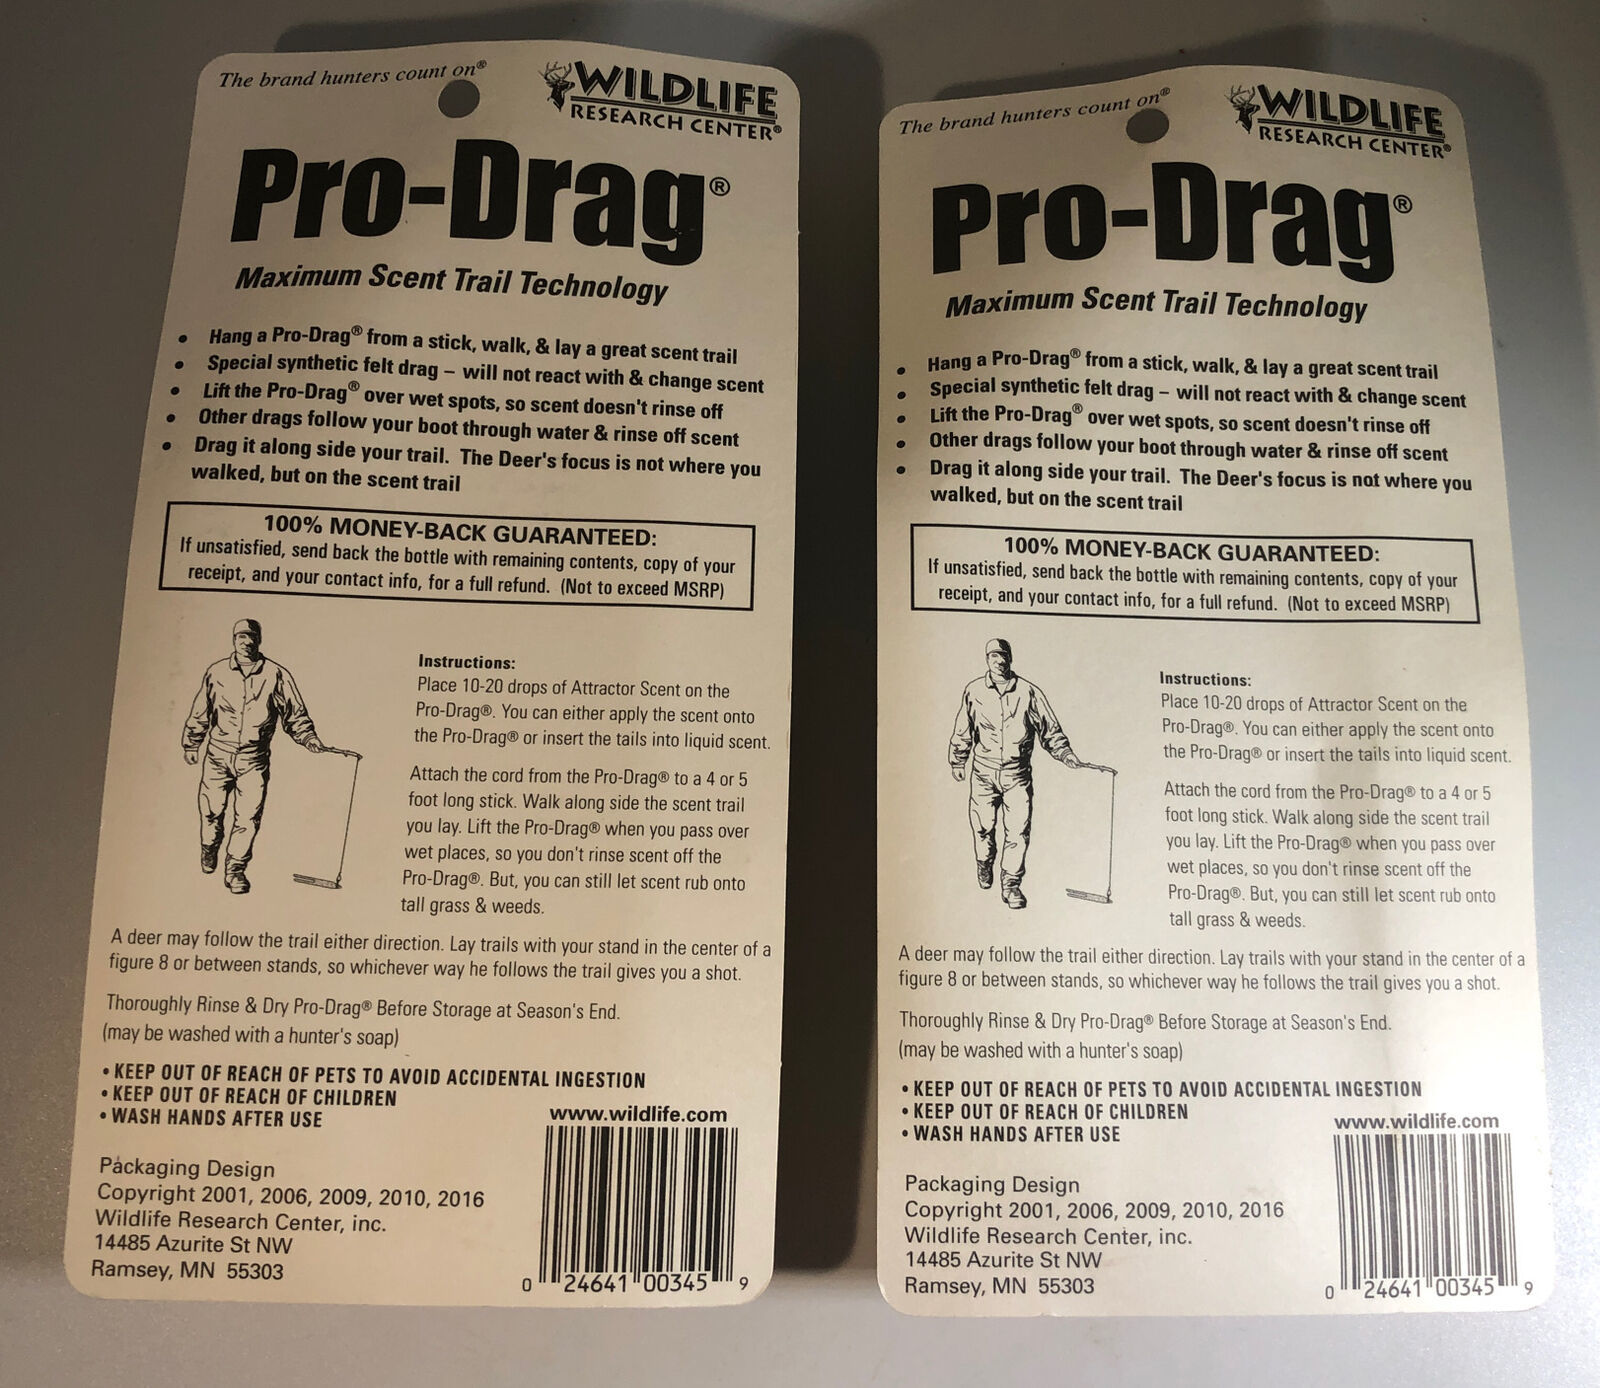 The brand hunters count on®
WILDLIFE
RESEARCH CENTER®
Pro-Drag®
Maximum Scent Trail Technology
• Hang a Pro-Drag® from a stick, walk, & lay a great scent trail
• Special synthetic felt drag – will not react with & change scent
• Lift the Pro-Drag® over wet spots, so scent doesn't rinse off
• Other drags follow your boot through water & rinse off scent
• Drag it along side your trail. The Deer's focus is not where you
walked, but on the scent trail
100% MONEY-BACK GUARANTEED:
If unsatisfied, send back the bottle with remaining contents, copy of your
receipt, and your contact info, for a full refund. (Not to exceed MSRP)
Instructions:
Place 10-20 drops of Attractor Scent on the
Pro-Drag®. You can either apply the scent onto
the Pro-Drag® or insert the tails into liquid scent.
Attach the cord from the Pro-Drag® to a 4 or 5
foot long stick. Walk along side the scent trail
you lay. Lift the Pro-Drag® when you pass over
wet places, so you don't rinse scent off the
Pro-Drag®. But, you can still let scent rub onto
tall grass & weeds.
A deer may follow the trail either direction. Lay trails with your stand in the center of a
figure 8 or between stands, so whichever way he follows the trail gives you a shot.
Thoroughly Rinse & Dry Pro-Drag® Before Storage at Season's End.
(may be washed with a hunter's soap)
• KEEP OUT OF REACH OF PETS TO AVOID ACCIDENTAL INGESTION
• KEEP OUT OF REACH OF CHILDREN
• WASH HANDS AFTER USE
www.wildlife.com
Packaging Design
Copyright 2001, 2006, 2009, 2010, 2016
Wildlife Research Center, inc.
14485 Azurite St NW
Ramsey, MN 55303
0 24641 00345 9
The brand hunters count on®
WILDLIFE
RESEARCH CENTER®
Pro-Drag®
Maximum Scent Trail Technology
• Hang a Pro-Drag® from a stick, walk, & lay a great scent trail
• Special synthetic felt drag – will not react with & change scent
• Lift the Pro-Drag® over wet spots, so scent doesn't rinse off
• Other drags follow your boot through water & rinse off scent
• Drag it along side your trail. The Deer's focus is not where you
walked, but on the scent trail
100% MONEY-BACK GUARANTEED:
If unsatisfied, send back the bottle with remaining contents, copy of your
receipt, and your contact info, for a full refund. (Not to exceed MSRP)
Instructions:
Place 10-20 drops of Attractor Scent on the
Pro-Drag®. You can either apply the scent onto
the Pro-Drag® or insert the tails into liquid scent.
Attach the cord from the Pro-Drag® to a 4 or 5
foot long stick. Walk along side the scent trail
you lay. Lift the Pro-Drag® when you pass over
wet places, so you don't rinse scent off the
Pro-Drag®. But, you can still let scent rub onto
tall grass & weeds.
A deer may follow the trail either direction. Lay trails with your stand in the center of a
figure 8 or between stands, so whichever way he follows the trail gives you a shot.
Thoroughly Rinse & Dry Pro-Drag® Before Storage at Season's End.
(may be washed with a hunter's soap)
• KEEP OUT OF REACH OF PETS TO AVOID ACCIDENTAL INGESTION
• KEEP OUT OF REACH OF CHILDREN
• WASH HANDS AFTER USE
www.wildlife.com
Packaging Design
Copyright 2001, 2006, 2009, 2010, 2016
Wildlife Research Center, inc.
14485 Azurite St NW
Ramsey, MN 55303
0 24641 00345 9